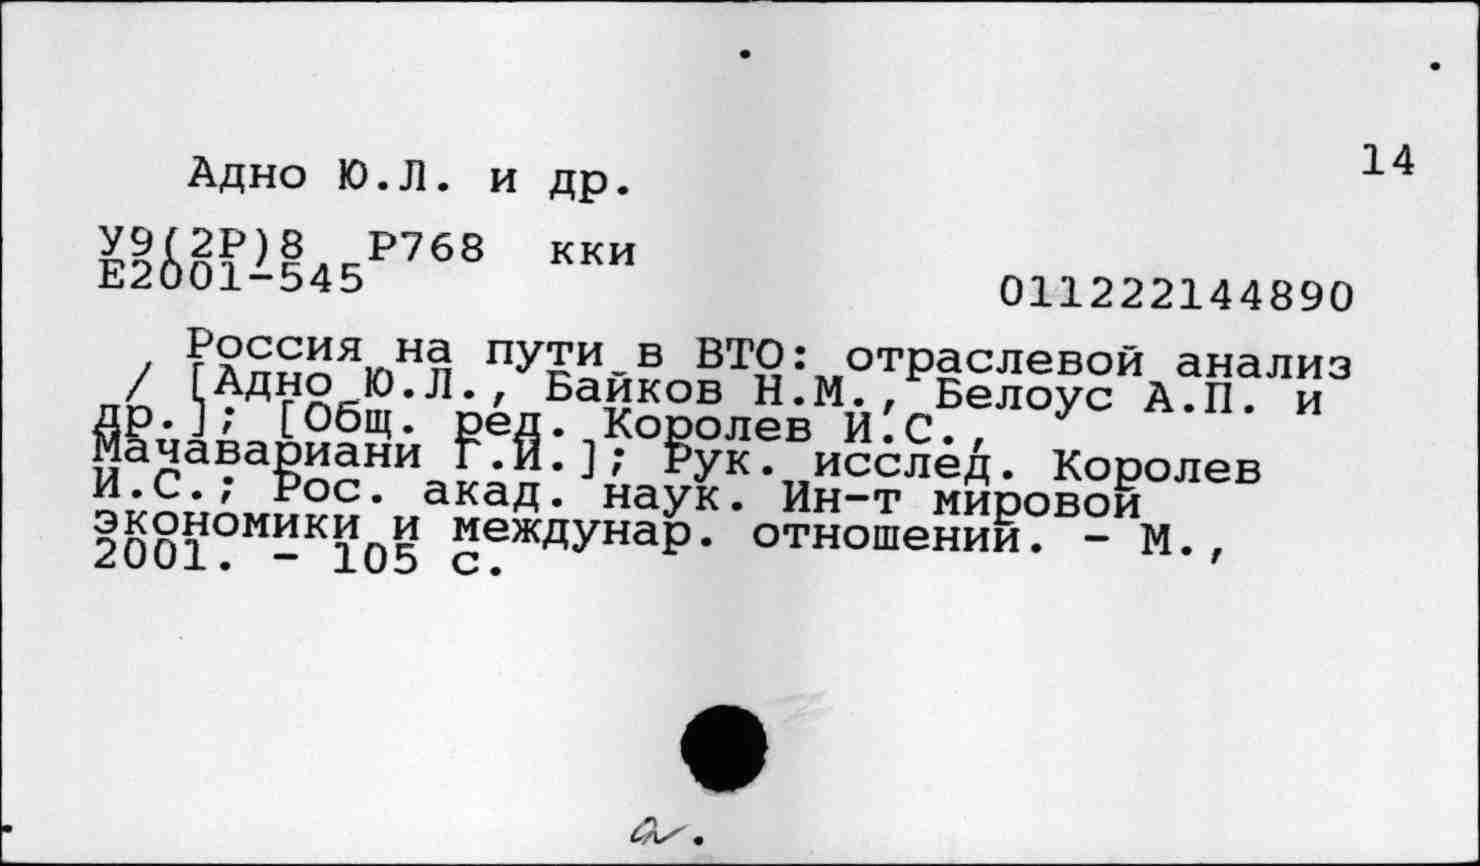 14
Адно Ю.Л. и др.
У9(2Р)8 Р768 кки
Е2001-545
011222144890
Россия на пути в ВТО: отраслевой анализ
/ [Адно Ю.Л., Байков Н.М., Белоус А.П. и
др.]; [Общ. ред. Королев И.С.,
Мачавариани Г.И.]; Рук. исслед. Королев
И.С.; Рос. акад. наук. Ин-т мировой
экономики и междунар. отношений. - М.,
2001. - 105 с.